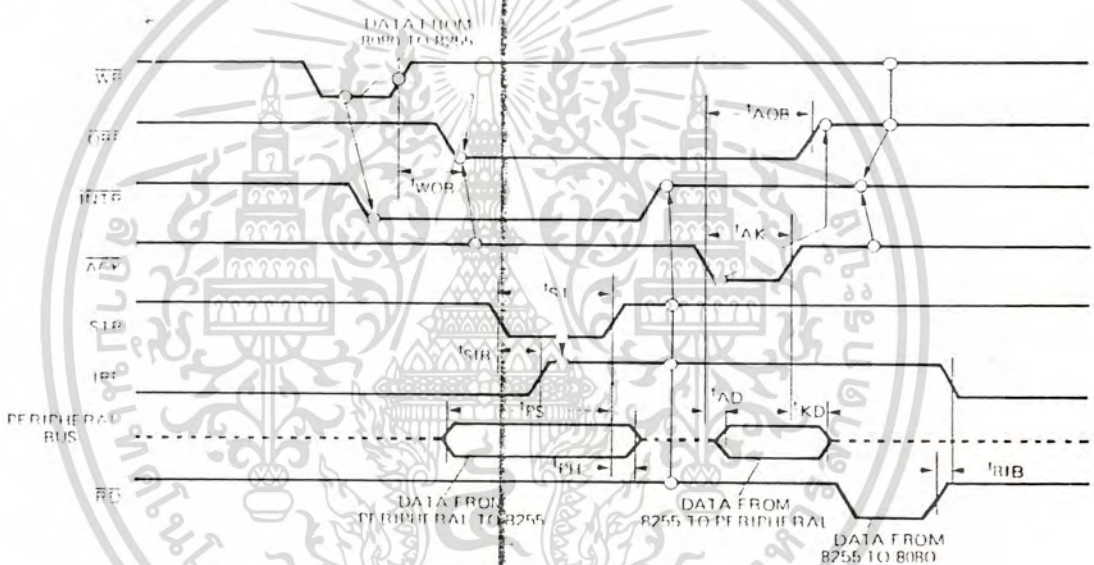 DATA FROM
8080 TO 8255
WR
OBF
tAOB
tWOB
INTR
tAK
ACK
tST
STB
tSIB
IBF
tPS
tAD
tKD
PERIPHERAL
BUS
tPH
tRIB
RD
DATA FROM
PERIPHERAL TO 8255
DATA FROM
8255 TO PERIPHERAL
DATA FROM
8255 TO 8080